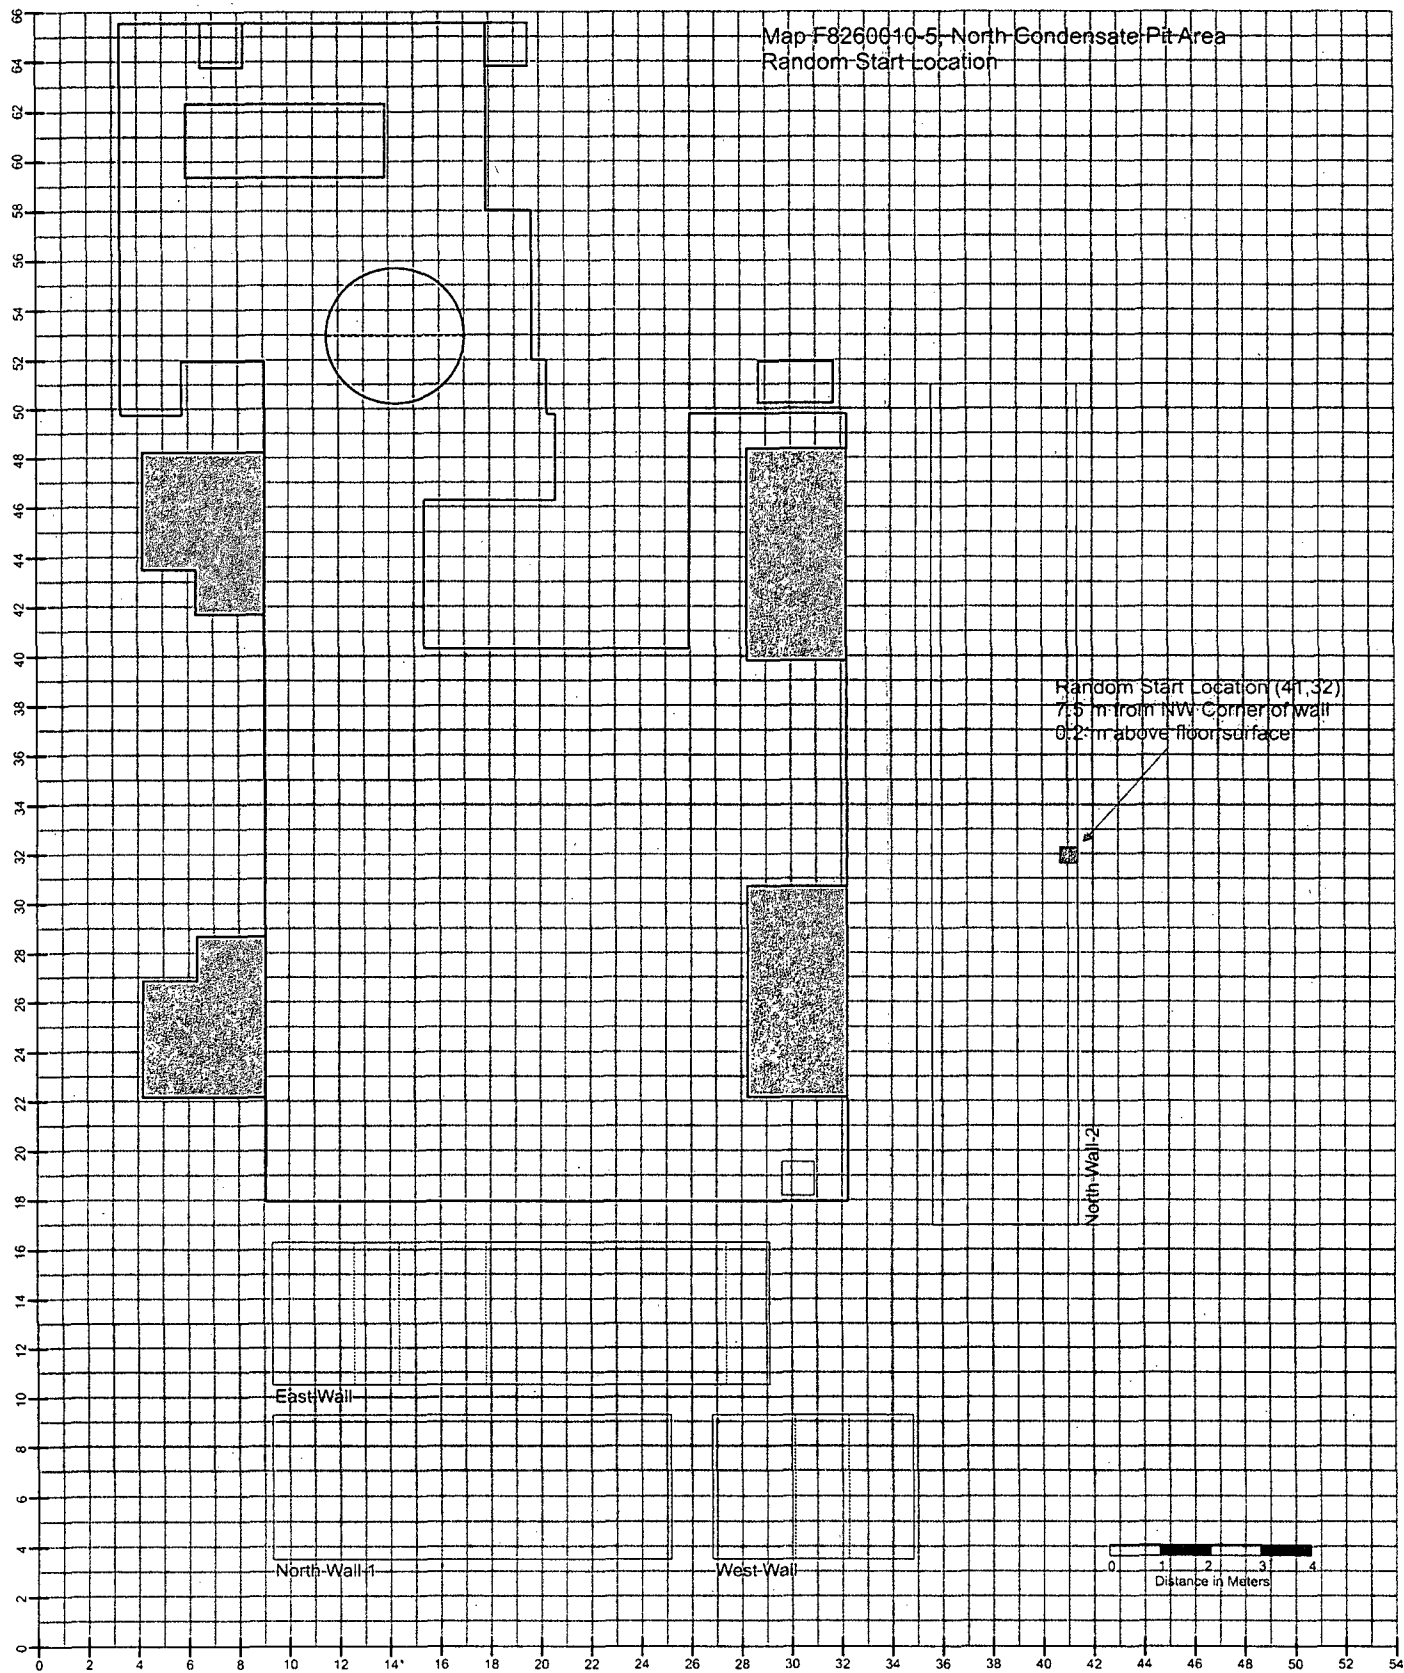 Map F8260010-5, North Condensate Pit Area
Random Start Location
66
64
62
60
58
56
54
52
50
48
46
44
42
40
38
36
34
32
30
28
26
24
22
20
18
16
14
12
10
8
6
4
2
0
Random Start Location (41,32)
7.5 m from NW Corner of wall
0.2 m above floor surface
North-Wall-2
East-Wall
North-Wall-1
West-Wall
0 1 2 3 4
Distance in Meters
0 2 4 6 8 10 12 14 16 18 20 22 24 26 28 30 32 34 36 38 40 42 44 46 48 50 52 54